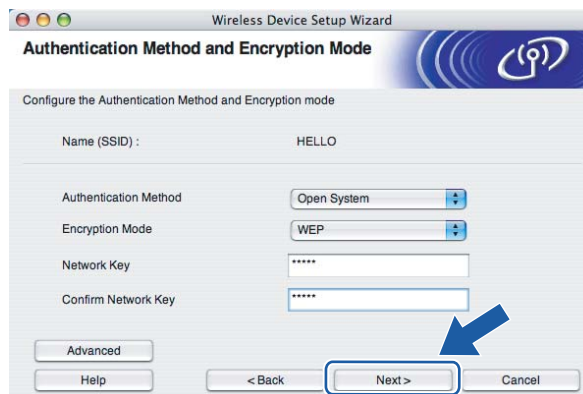 Wireless Device Setup Wizard
Authentication Method and Encryption Mode
Configure the Authentication Method and Encryption mode
Name (SSID) : HELLO
Authentication Method Open System
Encryption Mode WEP
Network Key *****
Confirm Network Key *****
Advanced
Help <Back Next> Cancel